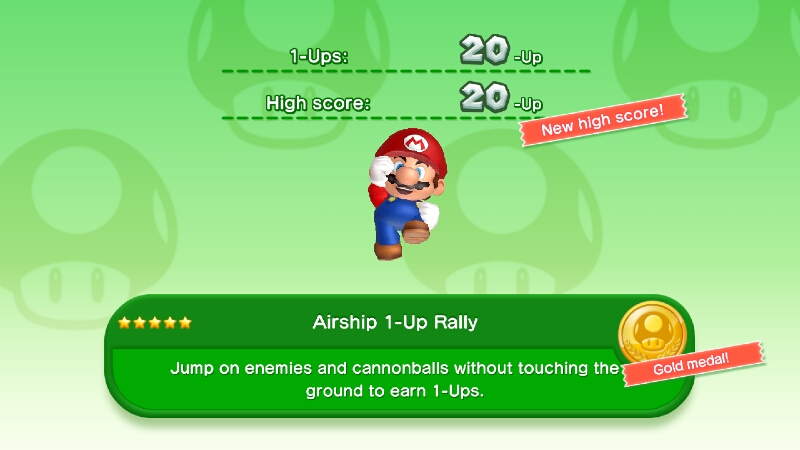 1-Ups: 20 -Up
High score: 20 -Up
New high score!
M
Airship 1-Up Rally
Jump on enemies and cannonballs without touching the
ground to earn 1-Ups.
Gold medal!